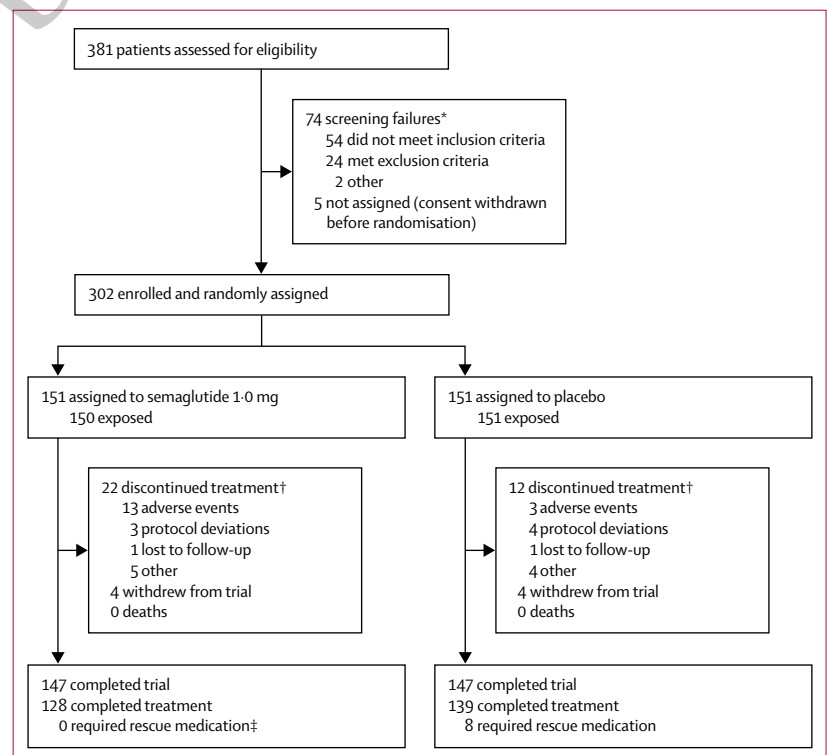 381 patients assessed for eligibility
74 screening failures*
54 did not meet inclusion criteria
24 met exclusion criteria
2 other
5 not assigned (consent withdrawn
before randomisation)
302 enrolled and randomly assigned
151 assigned to semaglutide 1·0 mg
150 exposed
151 assigned to placebo
151 exposed
22 discontinued treatment†
13 adverse events
3 protocol deviations
1 lost to follow-up
5 other
4 withdrew from trial
0 deaths
12 discontinued treatment†
3 adverse events
4 protocol deviations
1 lost to follow-up
4 other
4 withdrew from trial
0 deaths
147 completed trial
128 completed treatment
0 required rescue medication‡
147 completed trial
139 completed treatment
8 required rescue medication